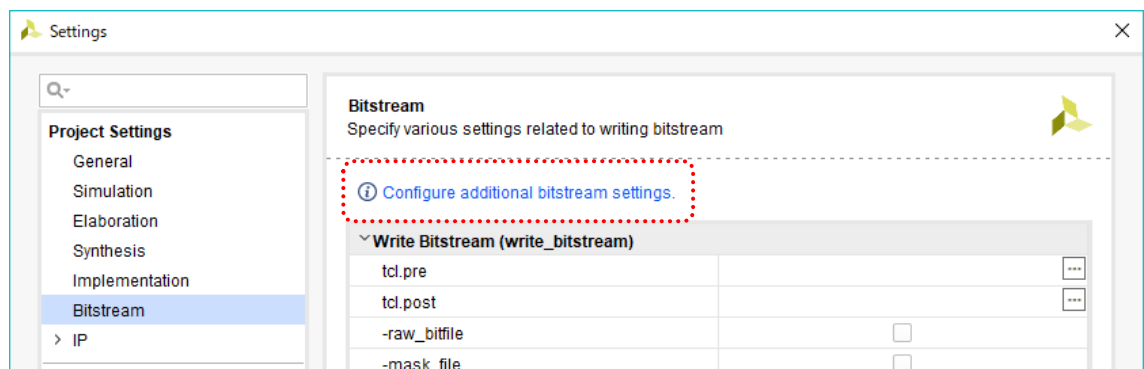 Settings
Project Settings
General
Simulation
Elaboration
Synthesis
Implementation
Bitstream
IP
Bitstream
Specify various settings related to writing bitstream
Configure additional bitstream settings.
Write Bitstream (write_bitstream)
tcl.pre
tcl.post
-raw_bitfile
-mask_file